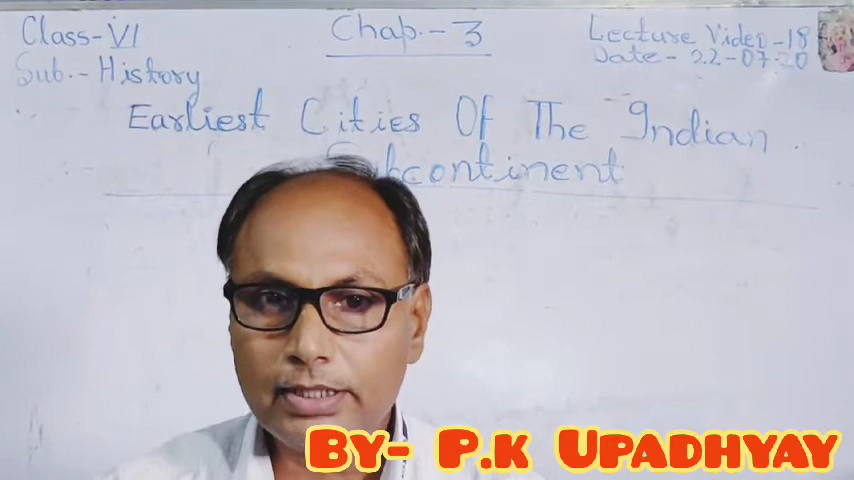 Class-VI
Chap.-3
Lecture Video-18
Sub.-History
Date-22-07-20
Earliest Cities Of The Indian
Subcontinent
By- P.K UPADHYAY